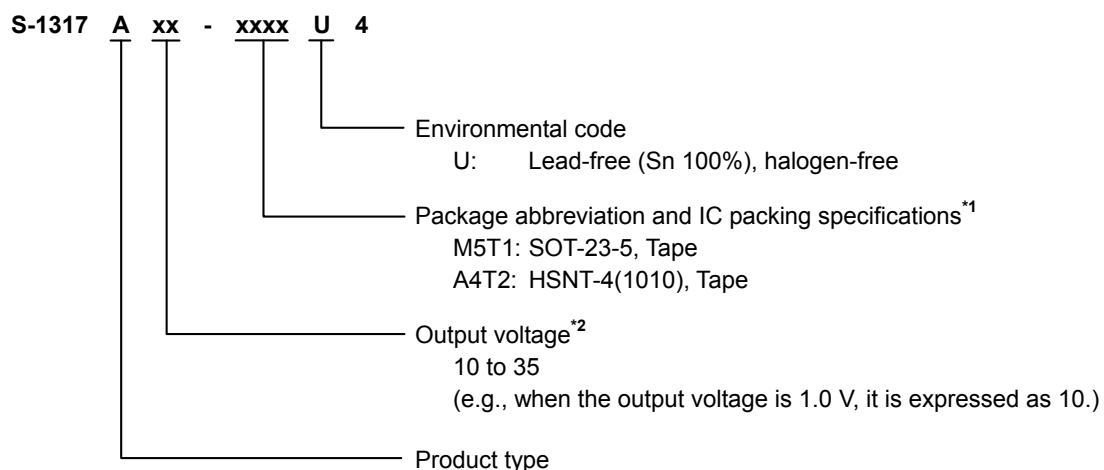 S-1317 A xx - xxxx U 4
Environmental code
U: Lead-free (Sn 100%), halogen-free
Package abbreviation and IC packing specifications*1
M5T1: SOT-23-5, Tape
A4T2: HSNT-4(1010), Tape
Output voltage*2
10 to 35
(e.g., when the output voltage is 1.0 V, it is expressed as 10.)
Product type